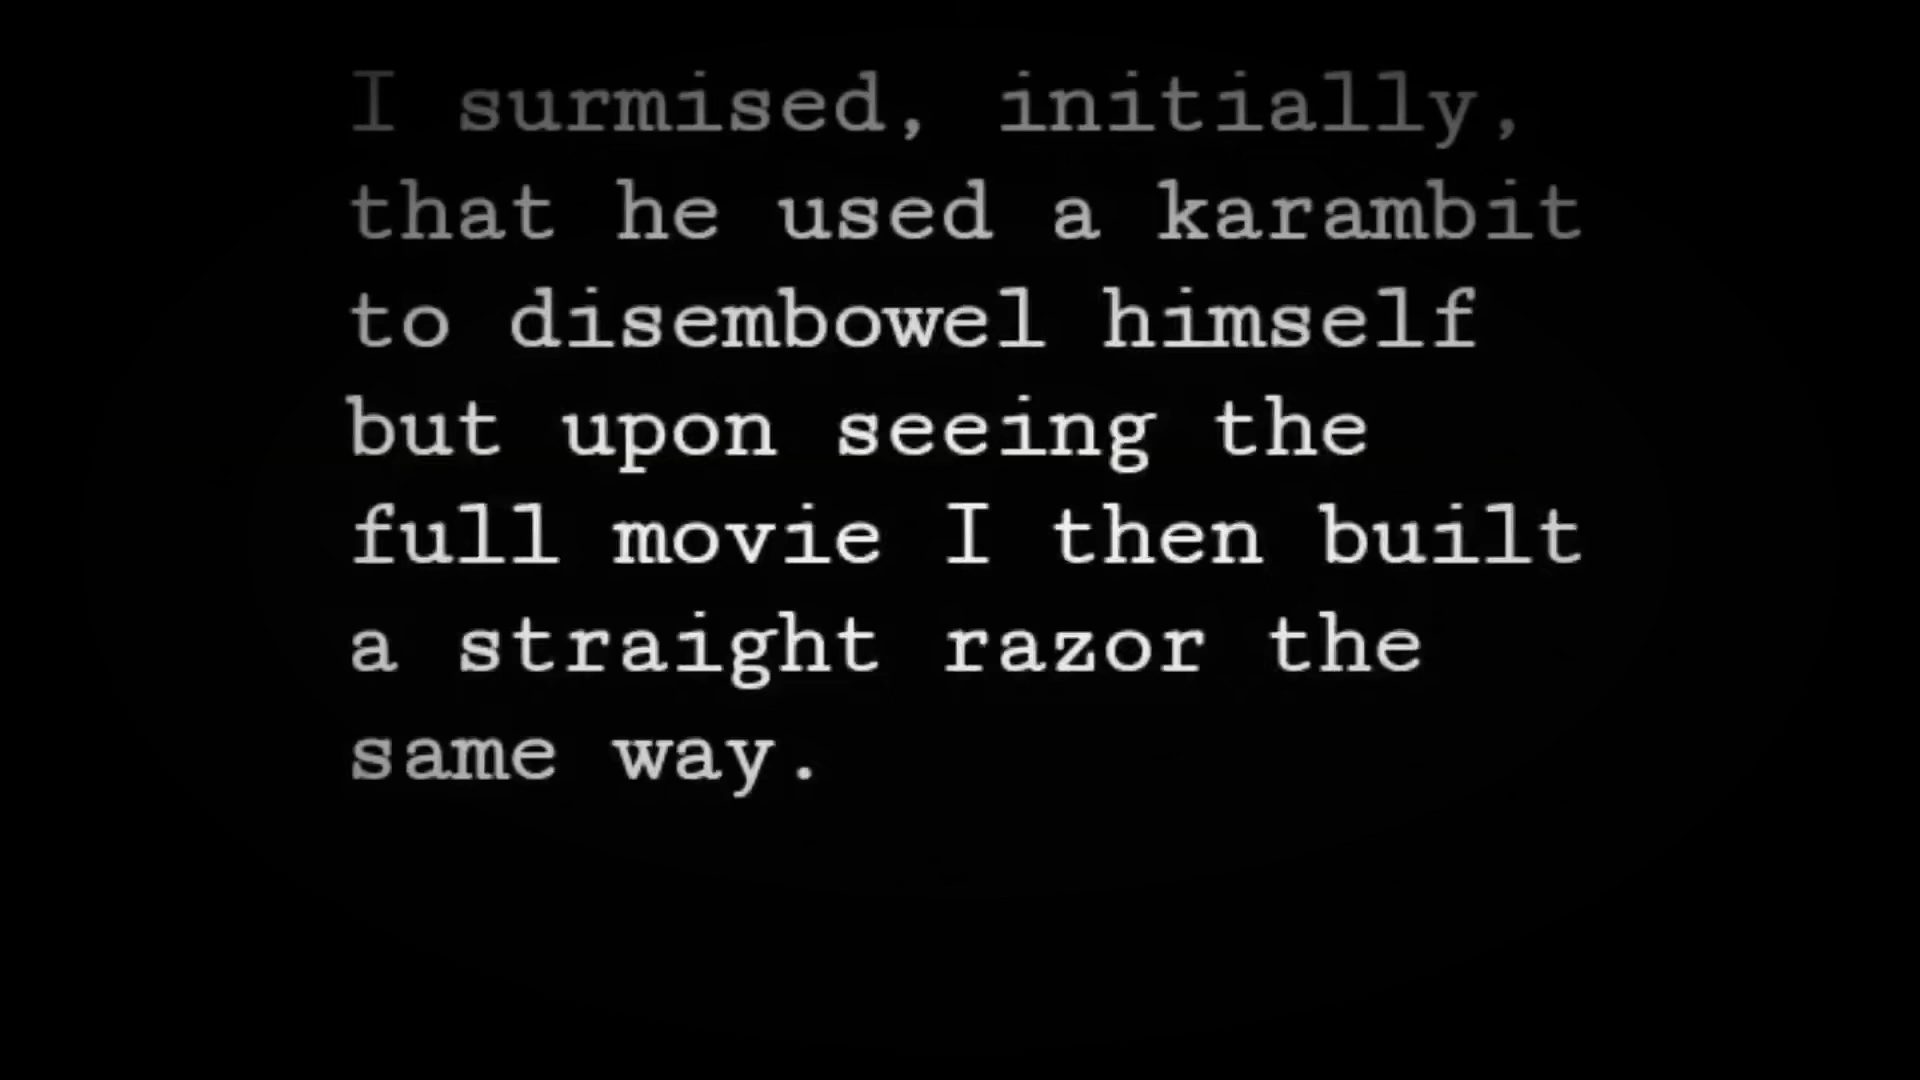 I surmised, initially,
that he used a karambit
to disembowel himself
but upon seeing the
full movie I then built
a straight razor the
same way.